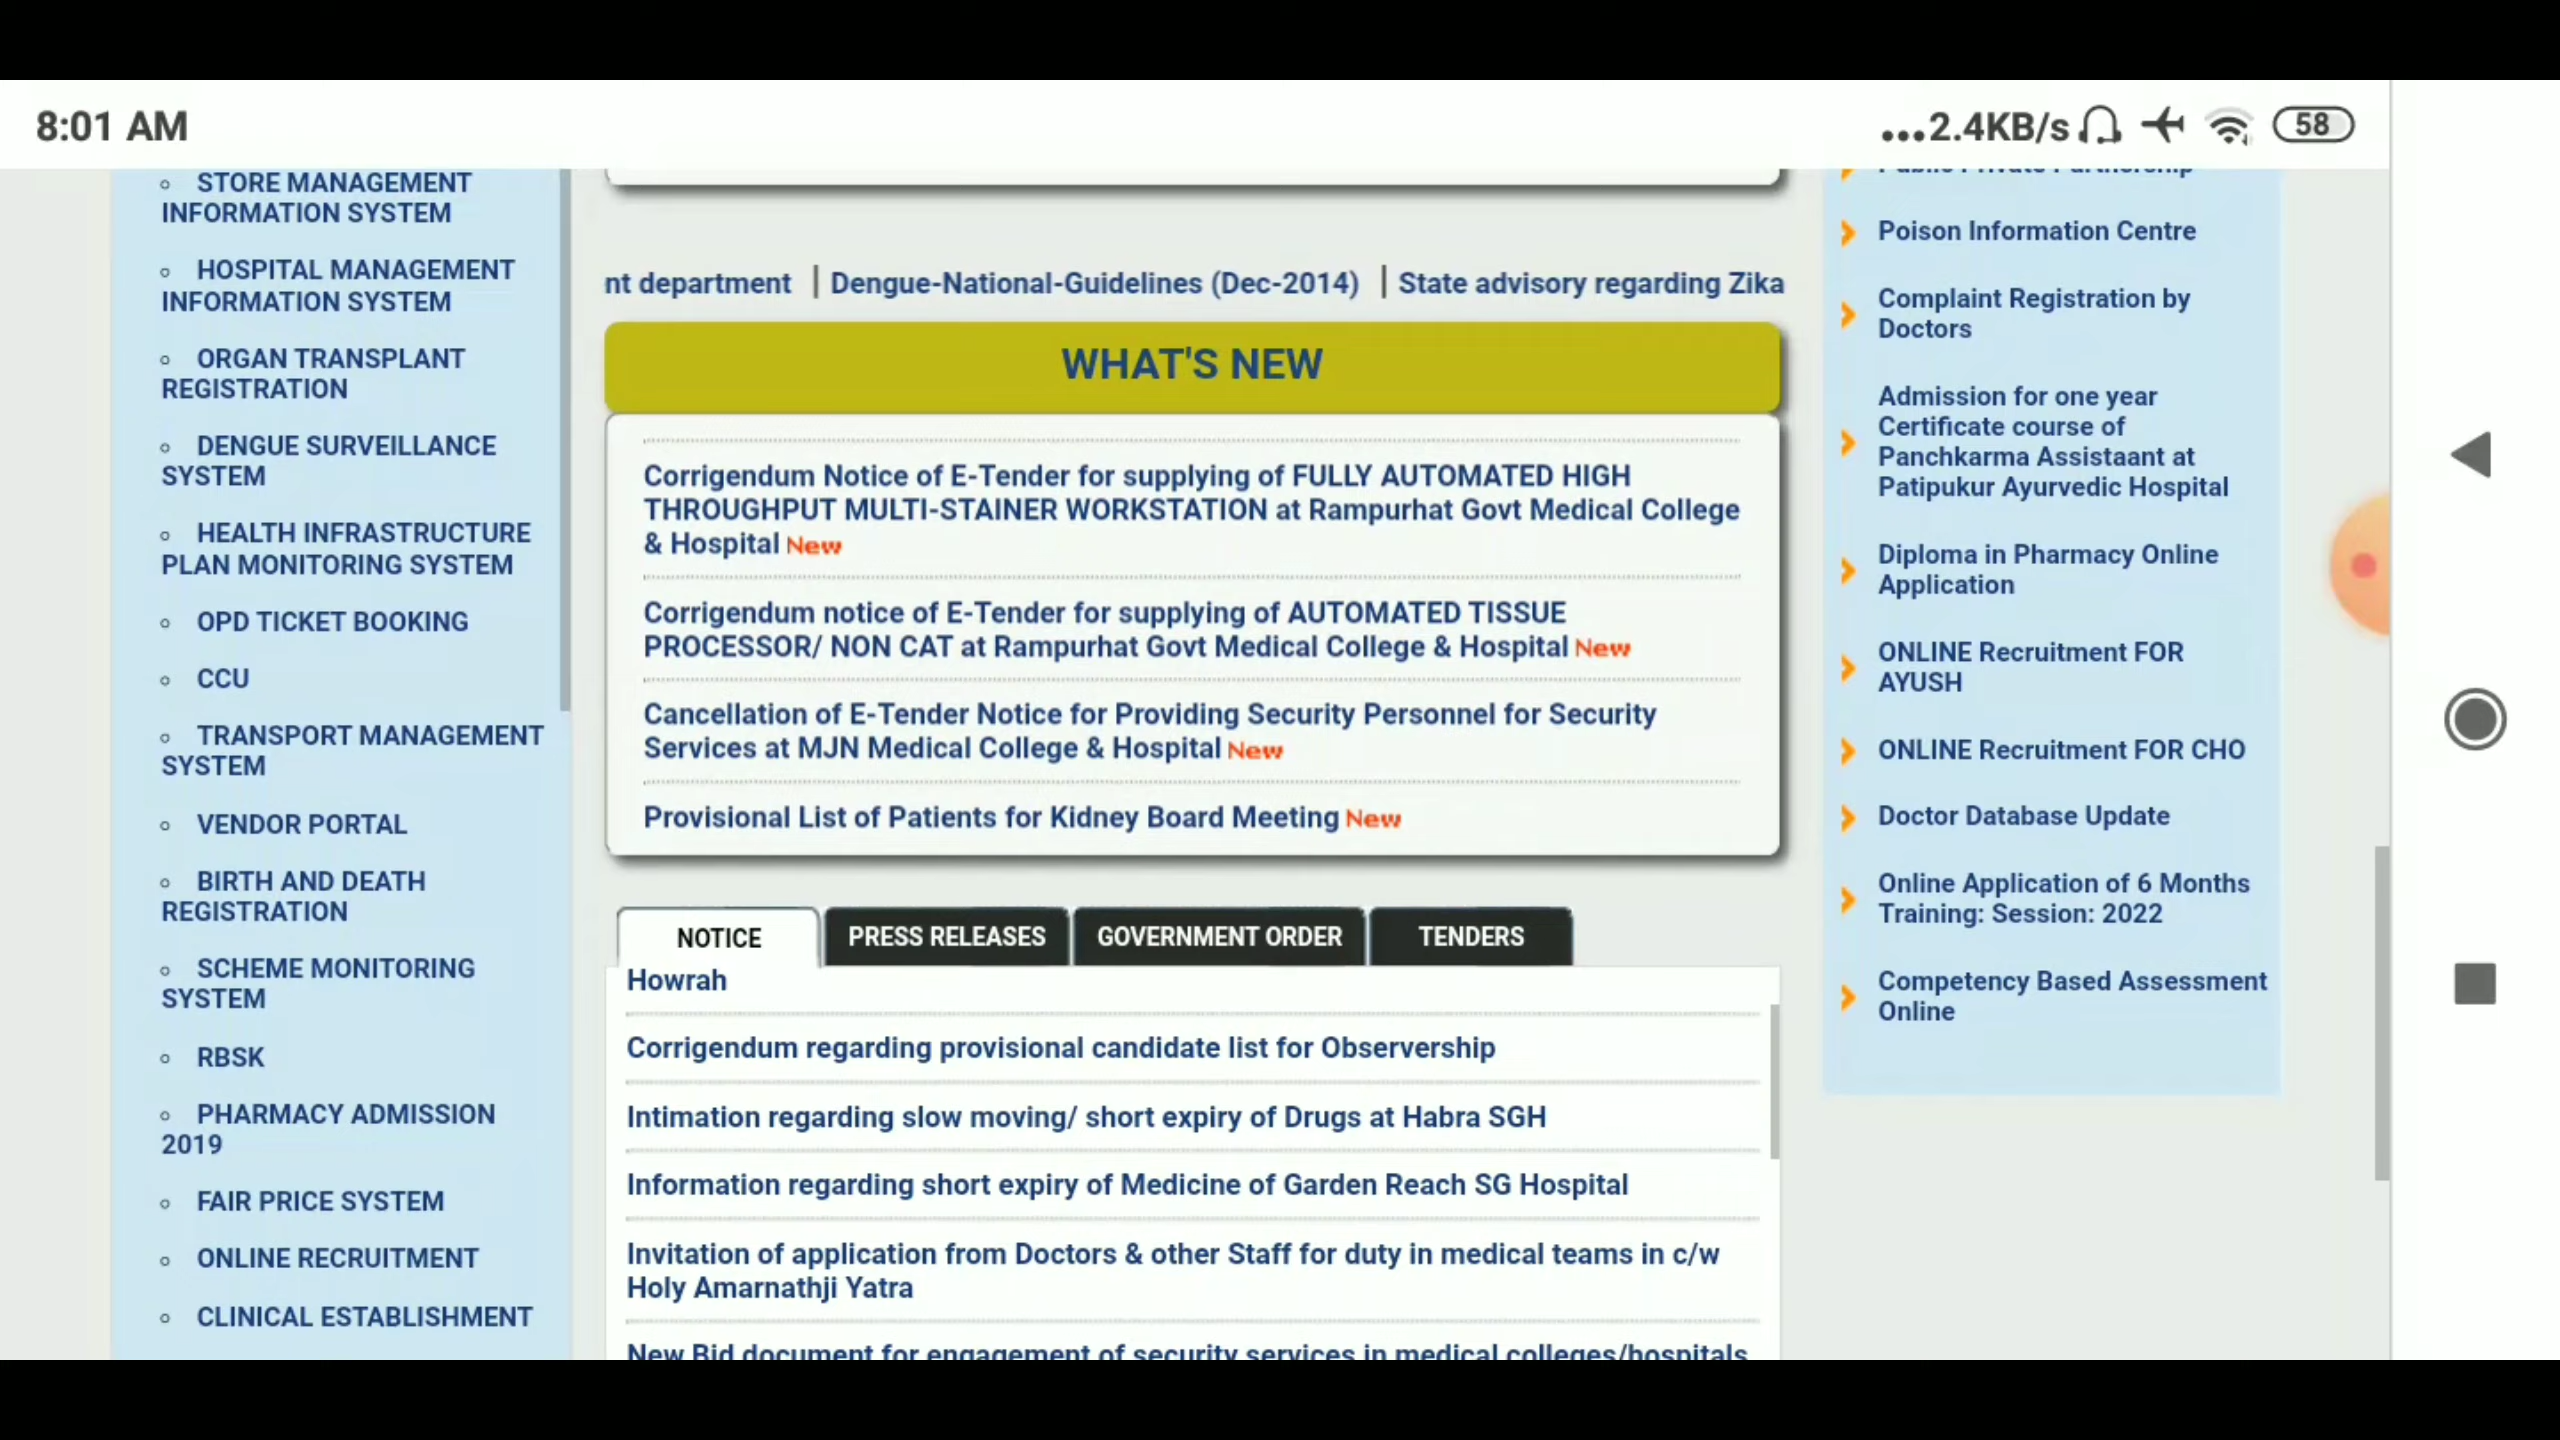 8:01 AM
...2.4KB/s
58
STORE MANAGEMENT
INFORMATION SYSTEM
HOSPITAL MANAGEMENT
INFORMATION SYSTEM
ORGAN TRANSPLANT
REGISTRATION
DENGUE SURVEILLANCE
SYSTEM
HEALTH INFRASTRUCTURE
PLAN MONITORING SYSTEM
OPD TICKET BOOKING
CCU
TRANSPORT MANAGEMENT
SYSTEM
VENDOR PORTAL
BIRTH AND DEATH
REGISTRATION
SCHEME MONITORING
SYSTEM
RBSK
PHARMACY ADMISSION
2019
FAIR PRICE SYSTEM
ONLINE RECRUITMENT
CLINICAL ESTABLISHMENT
nt department | Dengue-National-Guidelines (Dec-2014) | State advisory regarding Zika
WHAT'S NEW
Corrigendum Notice of E-Tender for supplying of FULLY AUTOMATED HIGH
THROUGHPUT MULTI-STAINER WORKSTATION at Rampurhat Govt Medical College
& Hospital New
Corrigendum notice of E-Tender for supplying of AUTOMATED TISSUE
PROCESSOR/ NON CAT at Rampurhat Govt Medical College & Hospital New
Cancellation of E-Tender Notice for Providing Security Personnel for Security
Services at MJN Medical College & Hospital New
Provisional List of Patients for Kidney Board Meeting New
NOTICE
PRESS RELEASES
GOVERNMENT ORDER
TENDERS
Howrah
Corrigendum regarding provisional candidate list for Observership
Intimation regarding slow moving/ short expiry of Drugs at Habra SGH
Information regarding short expiry of Medicine of Garden Reach SG Hospital
Invitation of application from Doctors & other Staff for duty in medical teams in c/w
Holy Amarnathji Yatra
New Bid document for engagement of security services in medical colleges/hospitals
Public Private Partnership
Poison Information Centre
Complaint Registration by
Doctors
Admission for one year
Certificate course of
Panchkarma Assistaant at
Patipukur Ayurvedic Hospital
Diploma in Pharmacy Online
Application
ONLINE Recruitment FOR
AYUSH
ONLINE Recruitment FOR CHO
Doctor Database Update
Online Application of 6 Months
Training: Session: 2022
Competency Based Assessment
Online